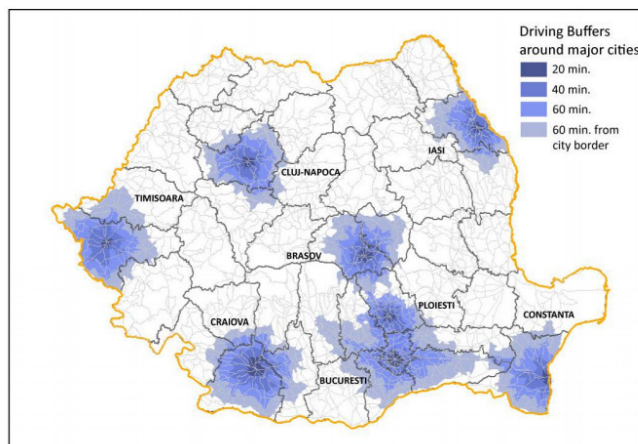 Driving Buffers
around major cities
20 min.
40 min.
60 min.
60 min. from
city border
IASI
CLUJ-NAPOCA
TIMISOARA
BRASOV
PLOIESTI
CONSTANTA
CRAIOVA
BUCURESTI